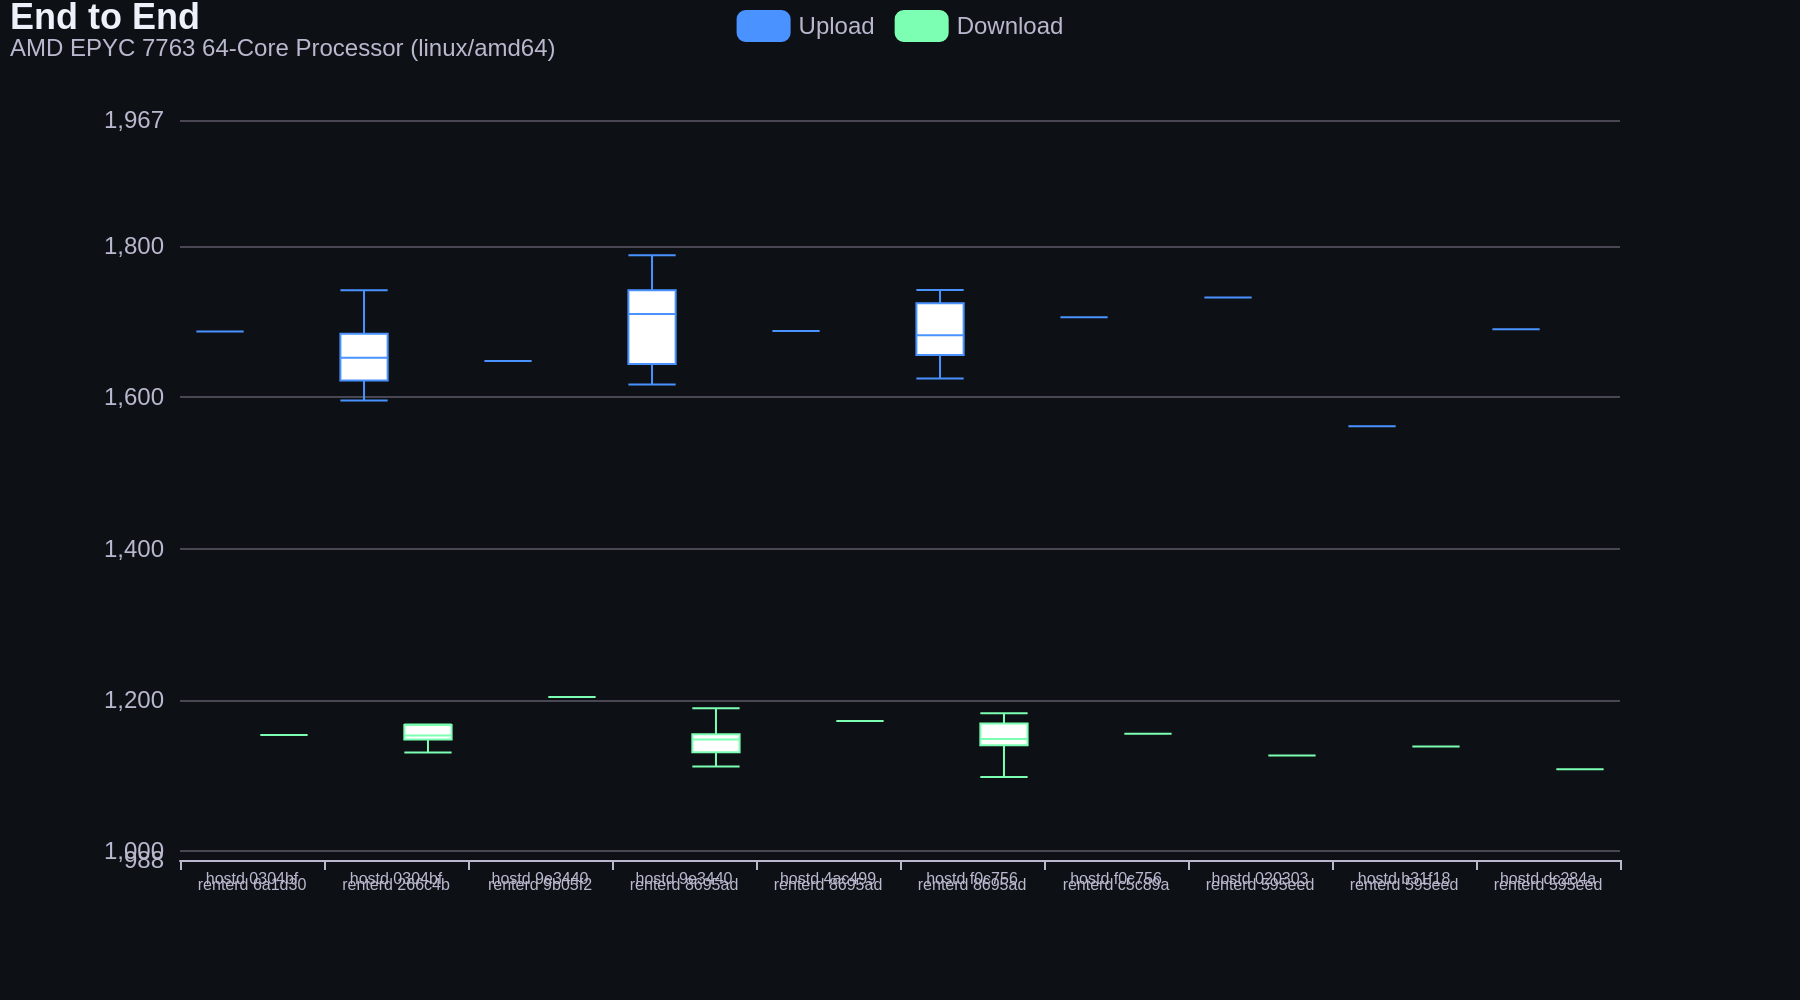 End to End
AMD EPYC 7763 64-Core Processor (linux/amd64)
Upload
Download
1,967
1,800
1,600
1,400
1,200
1,000
988
hostd 0304bf
renterd 6a1d30
hostd 0304bf
renterd 266c4b
hostd 9e3440
renterd 9b05f2
hostd 9e3440
renterd 8695ad
hostd 4ac499
renterd 8695ad
hostd f0c756
renterd 8695ad
hostd f0c756
renterd c5c89a
hostd 020303
renterd 595eed
hostd b31f18
renterd 595eed
hostd dc284a
renterd 595eed